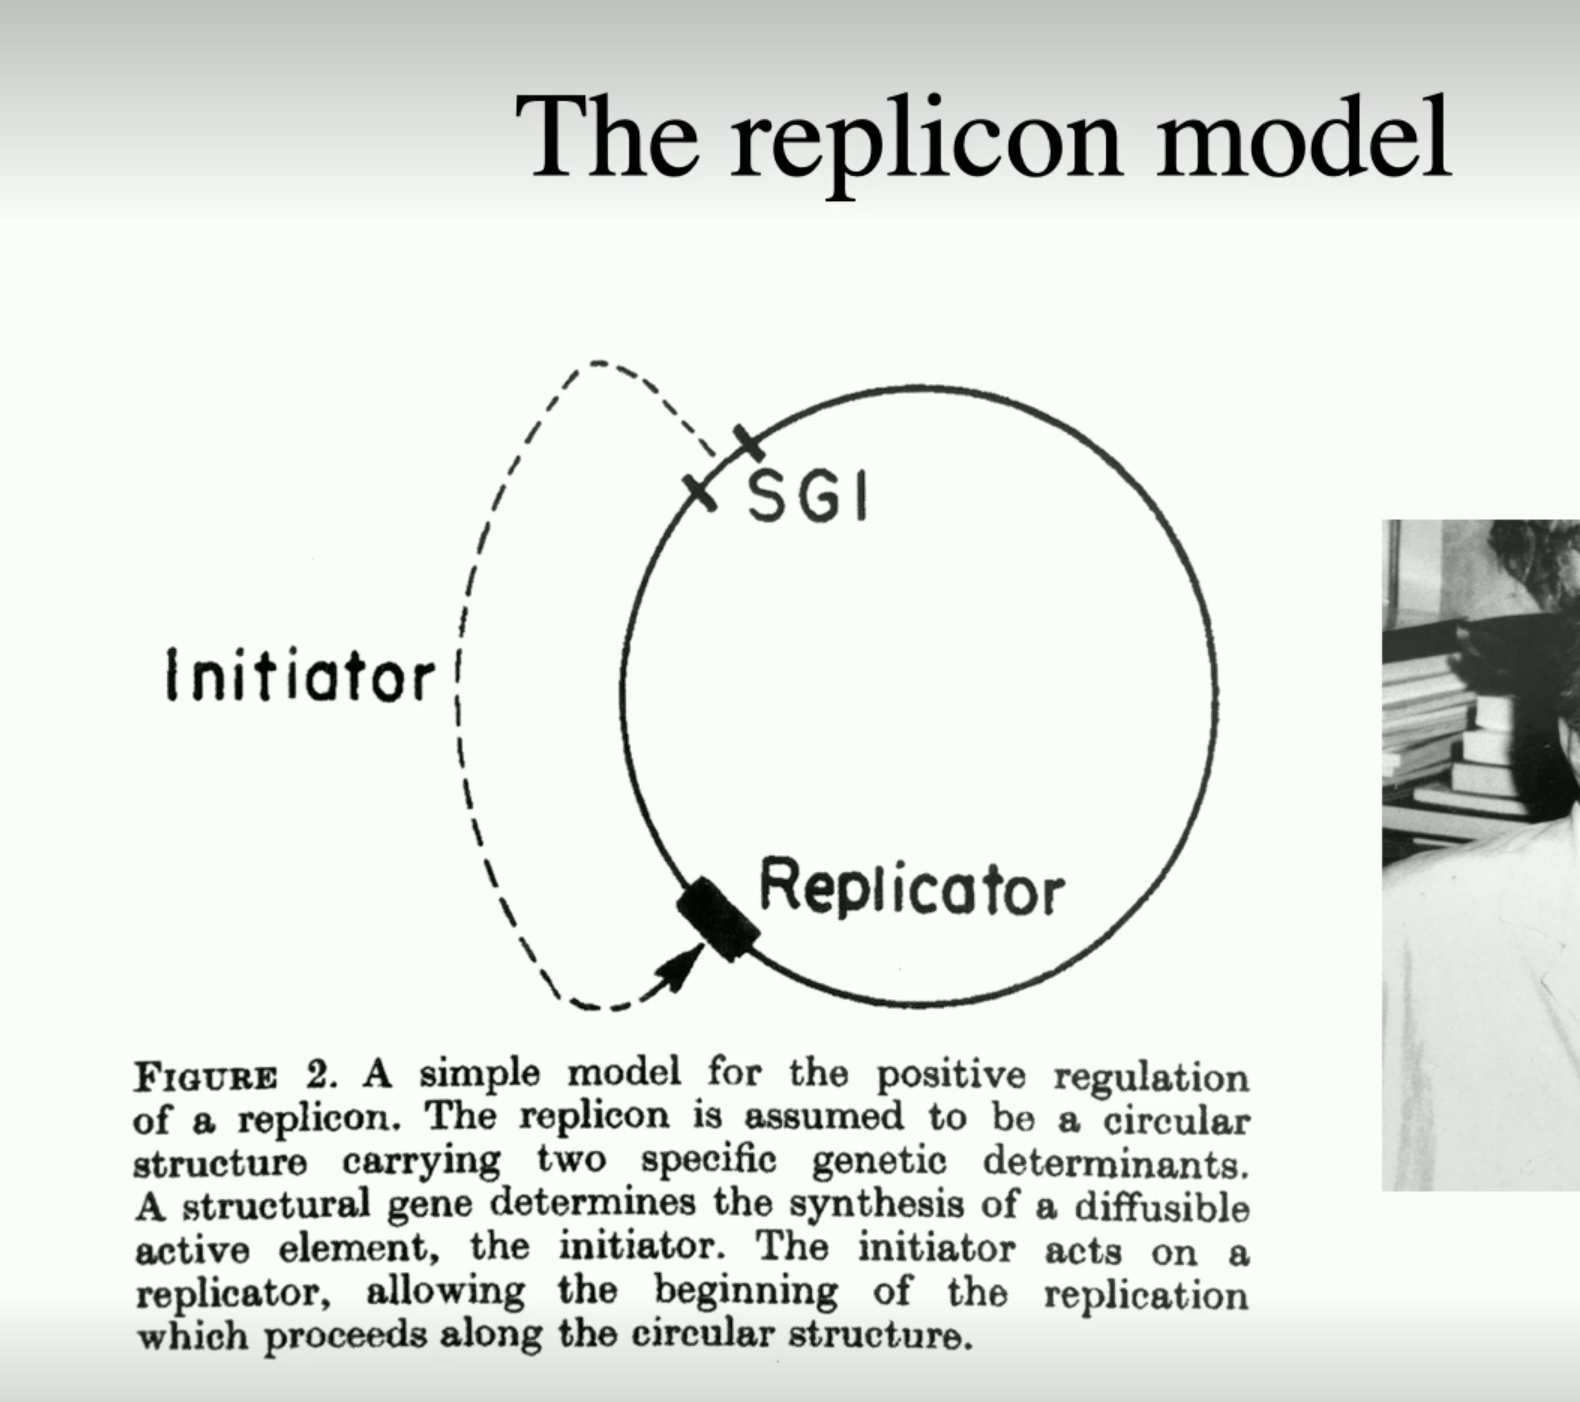 The replicon model
SGI
Initiator
Replicator
FIGURE 2. A simple model for the positive regulation
of a replicon. The replicon is assumed to be a circular
structure carrying two specific genetic determinants.
A structural gene determines the synthesis of a diffusible
active element, the initiator. The initiator acts on a
replicator, allowing the beginning of the replication
which proceeds along the circular structure.